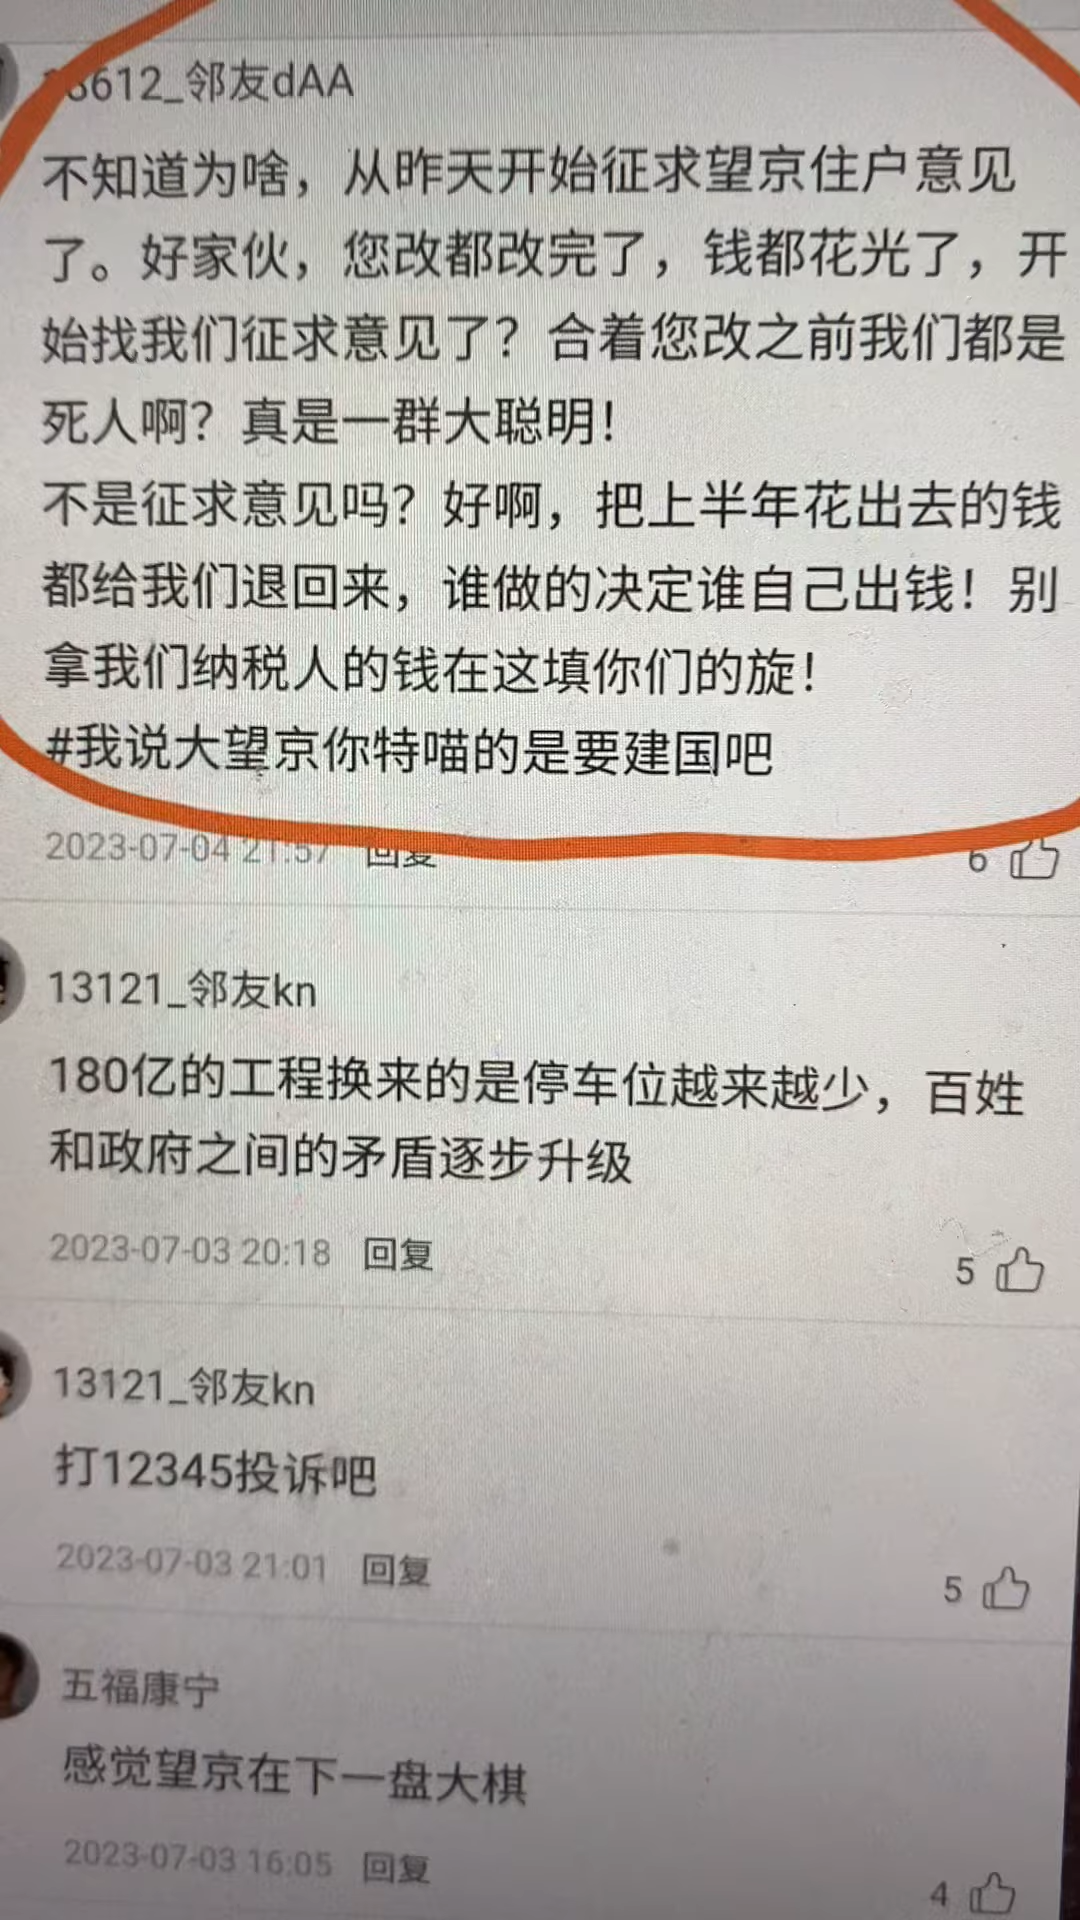 8612_邻友dAA
不知道为啥，从昨天开始征求望京住户意见
了。好家伙，您改都改完了，钱都花光了，开
始找我们征求意见了？合着您改之前我们都是
死人啊？真是一群大聪明！
不是征求意见吗？好啊，把上半年花出去的钱
都给我们退回来，谁做的决定谁自己出钱！别
拿我们纳税人的钱在这填你们的旋！
#我说大望京你特喵的是要建国吧
2023-07-04 21:57 回复
6
13121_邻友kn
180亿的工程换来的是停车位越来越少，百姓
和政府之间的矛盾逐步升级
2023-07-03 20:18 回复
5
13121_邻友kn
打12345投诉吧
2023-07-03 21:01 回复
5
五福康宁
感觉望京在下一盘大棋
2023-07-03 16:05 回复
4